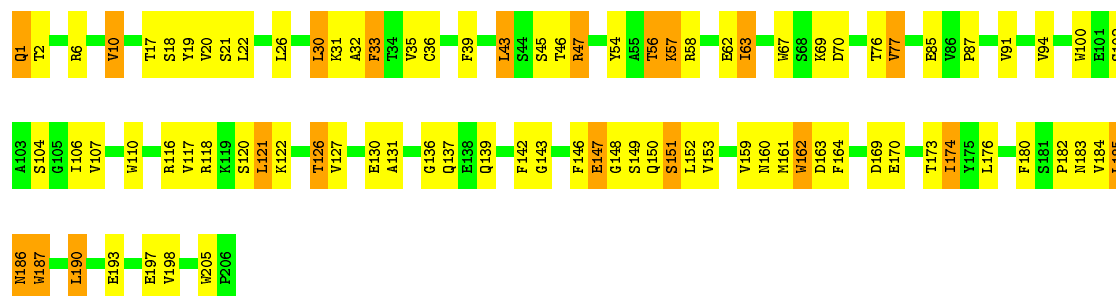 Q1 T2 R6 V10 T17 S18 Y19 V20 S21 L22 L26 L30 K31 A32 F33 T34 V35 C36 F39 L43 S44 S45 T46 R47 Y54 A55 T56 K57 R58 E62 I63 W67 S68 K69 D70 T76 V77 E85 V86 P87 V91 V94 W100 E101
A103 S104 G105 I106 V107 W110 R116 V117 R118 K119 S120 L121 K122 T126 V127 E130 A131 G136 Q137 E138 Q139 F142 G143 F146 E147 G148 S149 Q150 S151 L152 V153 V159 N160 M161 W162 D163 F164 D169 E170 T173 I174 Y175 L176 F180 S181 P182 N183 V184
N186 W187 L190 E193 E197 V198 W205 P206